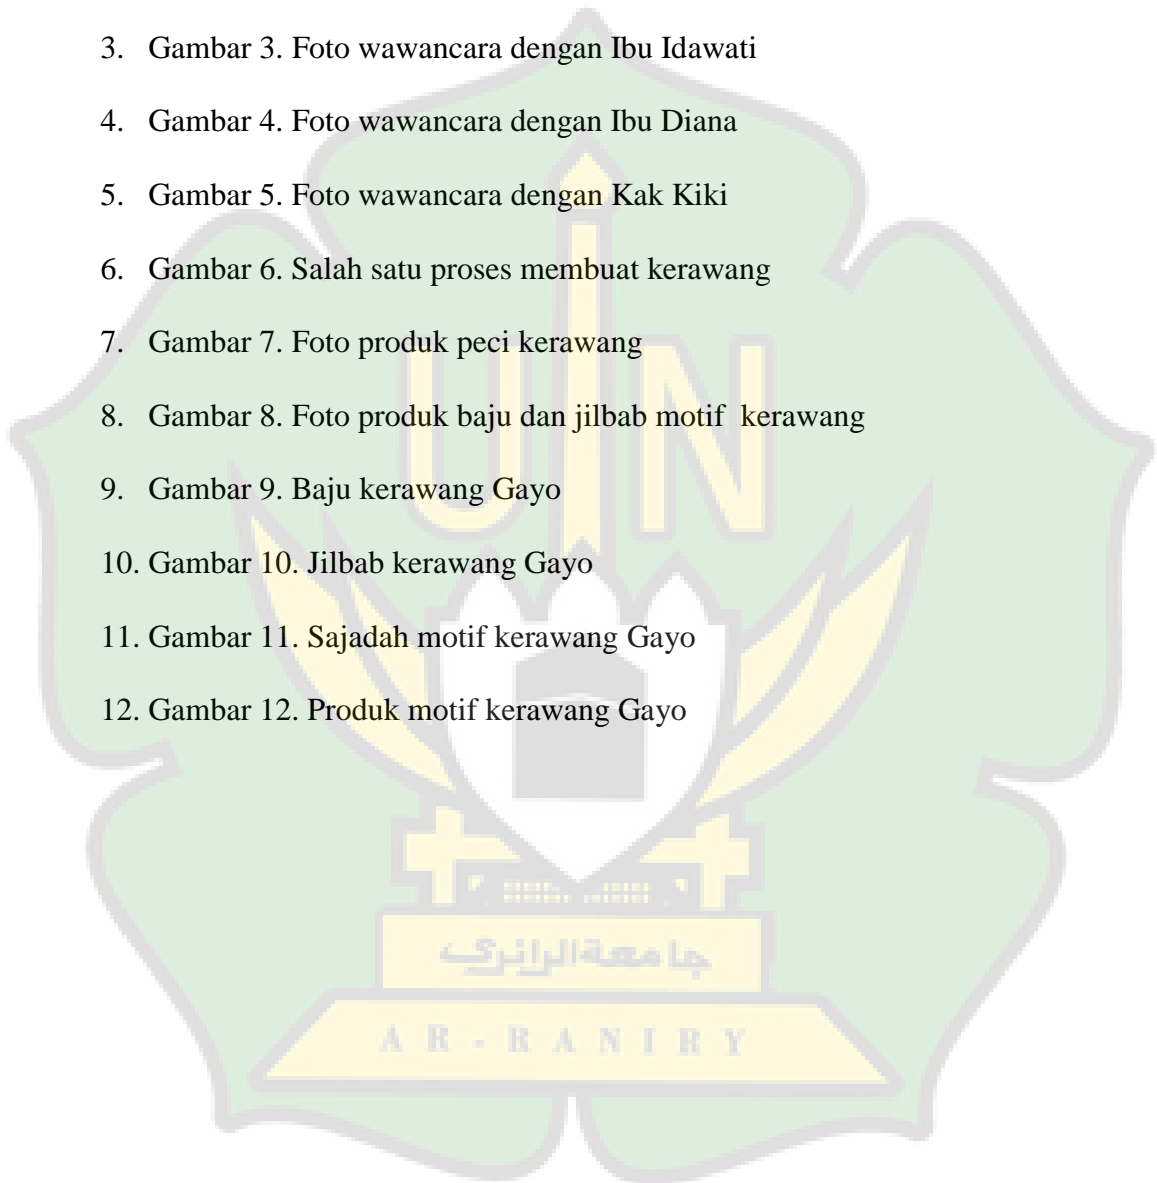 3. Gambar 3. Foto wawancara dengan Ibu Idawati
4. Gambar 4. Foto wawancara dengan Ibu Diana
5. Gambar 5. Foto wawancara dengan Kak Kiki
6. Gambar 6. Salah satu proses membuat kerawang
7. Gambar 7. Foto produk peci kerawang
8. Gambar 8. Foto produk baju dan jilbab motif kerawang
9. Gambar 9. Baju kerawang Gayo
10. Gambar 10. Jilbab kerawang Gayo
11. Gambar 11. Sajadah motif kerawang Gayo
12. Gambar 12. Produk motif kerawang Gayo
UIN
جامعة الرانري
AR-RANIRY